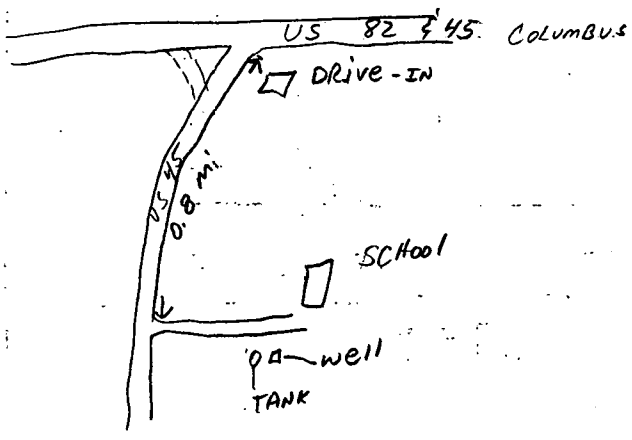 US 82 & 45. COLUMBUS
DRIVE-IN
US 45
0.8 mi.
SCHOOL
well
TANK